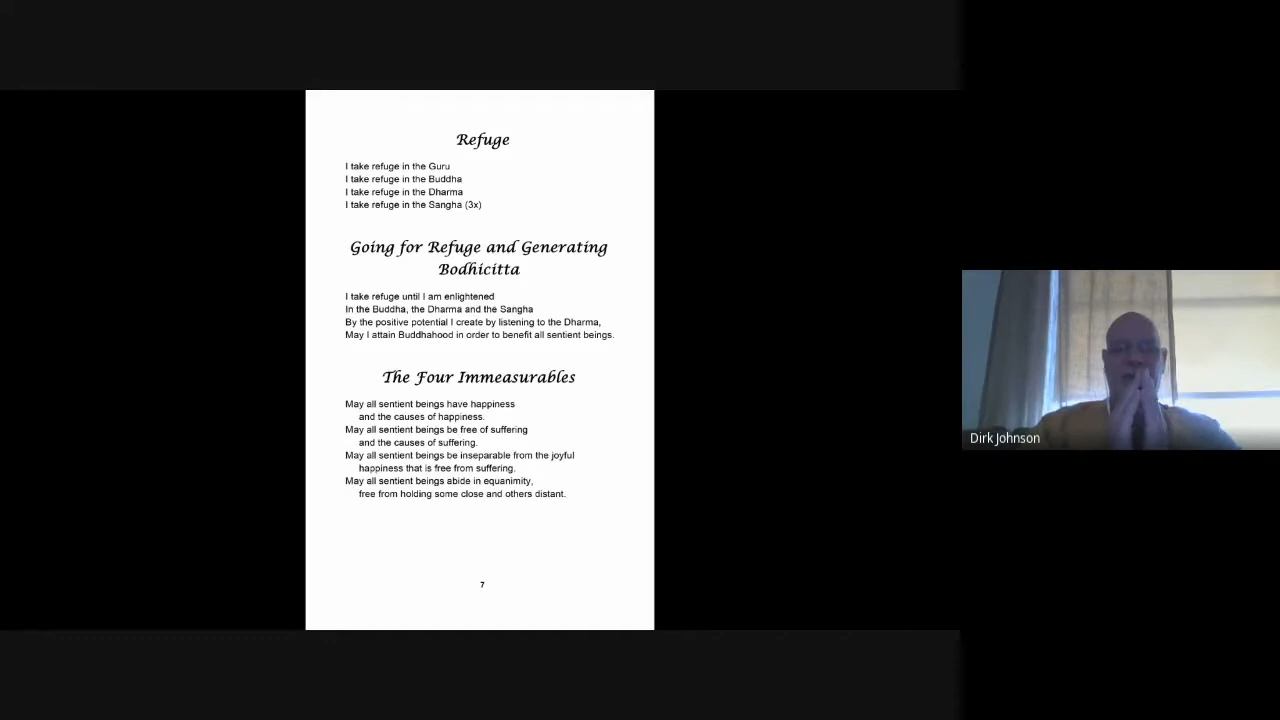 Refuge
I take refuge in the Guru
I take refuge in the Buddha
I take refuge in the Dharma
I take refuge in the Sangha (3x)
Going for Refuge and Generating
Bodhicitta
I take refuge until I am enlightened
In the Buddha, the Dharma and the Sangha
By the positive potential I create by listening to the Dharma,
May I attain Buddhahood in order to benefit all sentient beings.
The Four Immeasurables
May all sentient beings have happiness
and the causes of happiness.
May all sentient beings be free of suffering
and the causes of suffering.
May all sentient beings be inseparable from the joyful
happiness that is free from suffering.
May all sentient beings abide in equanimity,
free from holding some close and others distant.
7
Dirk Johnson